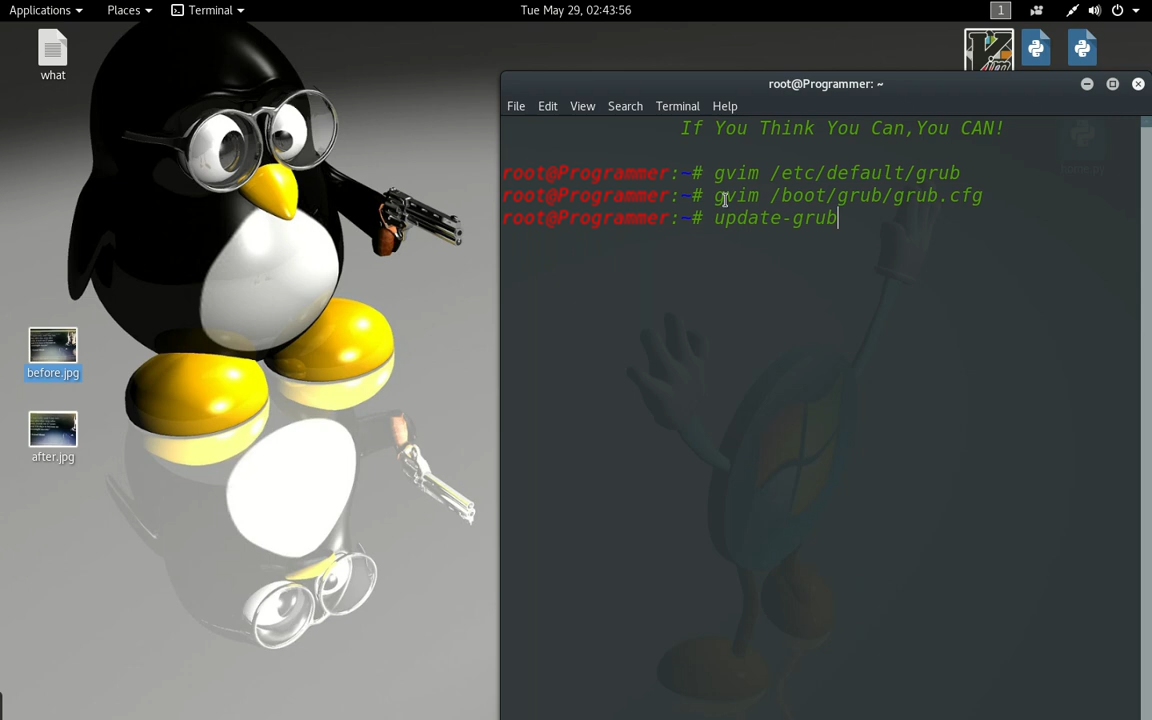 Applications Places Terminal Tue May 29, 02:43:56 1
what
root@Programmer: ~
File Edit View Search Terminal Help
If You Think You Can,You CAN!
root@Programmer:~# gvim /etc/default/grub
root@Programmer:~# gvim /boot/grub/grub.cfg
root@Programmer:~# update-grub
before.jpg
after.jpg